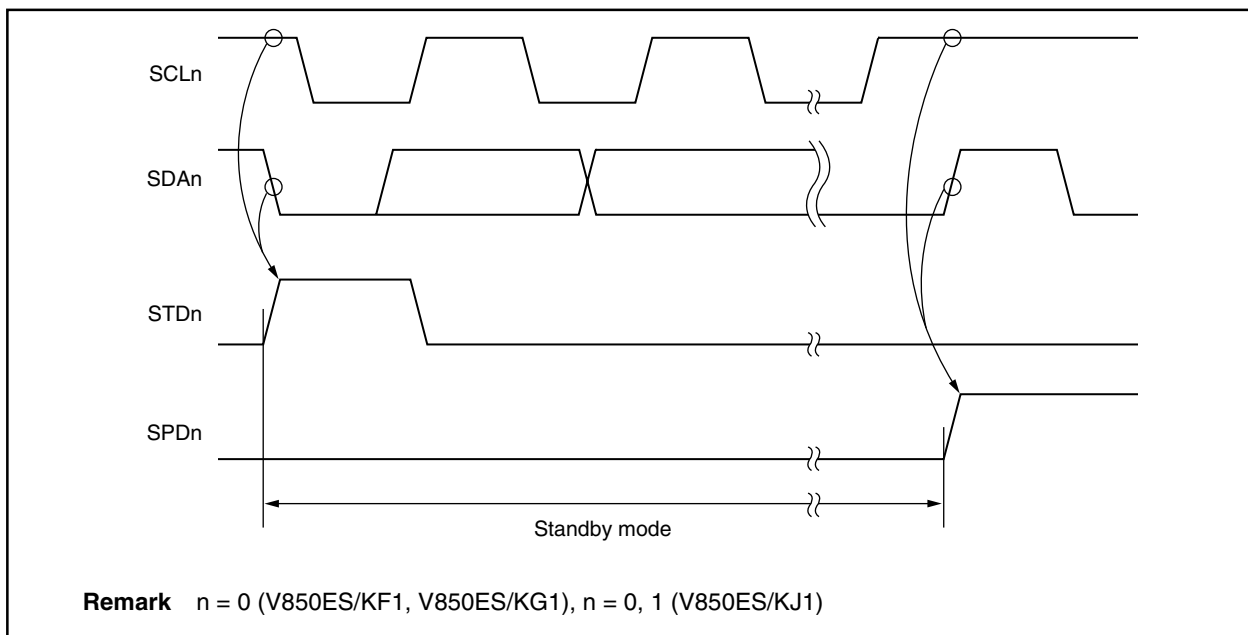 SCLn
SDAn
STDn
SPDn
Standby mode
Remark n = 0 (V850ES/KF1, V850ES/KG1), n = 0, 1 (V850ES/KJ1)